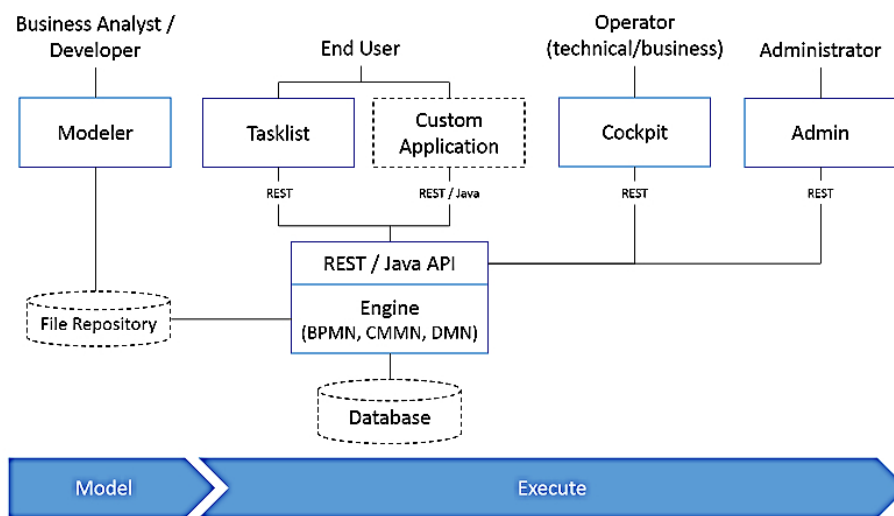 Business Analyst /
Developer
End User
Operator
(technical/business)
Administrator
Modeler
Tasklist
Custom
Application
Cockpit
Admin
REST
REST / Java
REST
REST
REST / Java API
File Repository
Engine
(BPMN, CMMN, DMN)
Database
Model
Execute